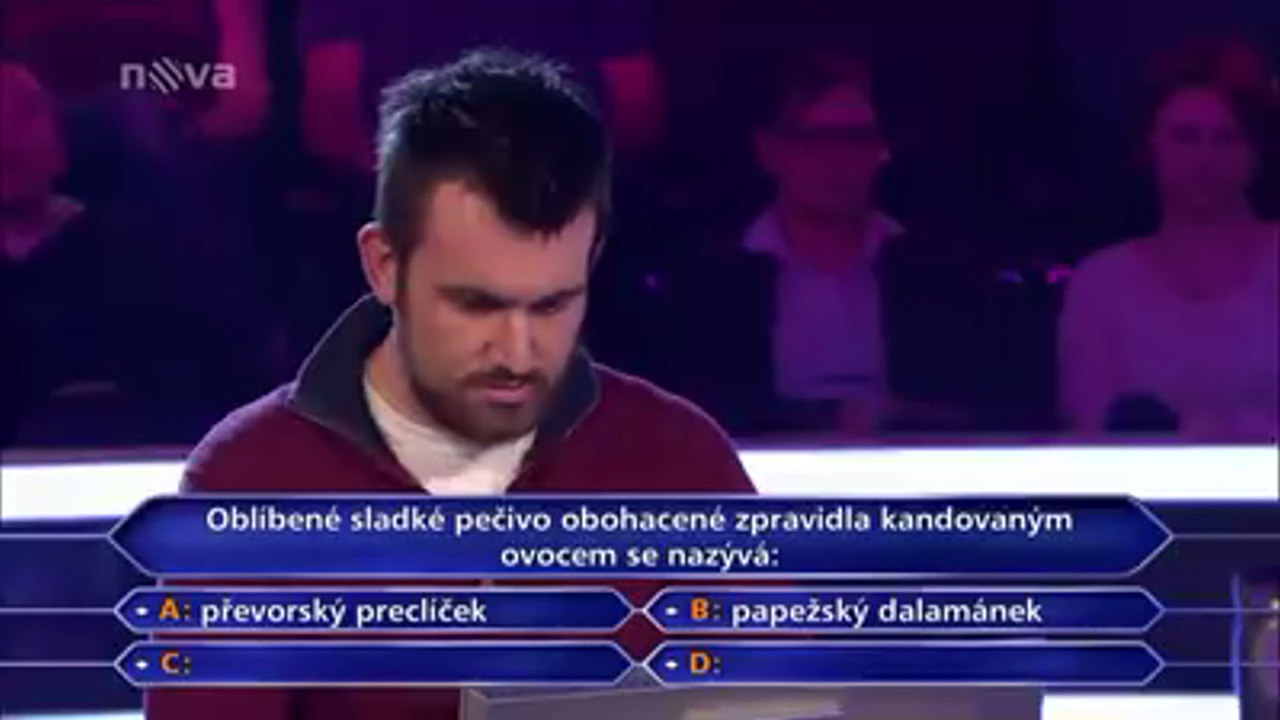 nova
Oblíbené sladké pečivo obohacené zpravidla kandovaným
ovocem se nazývá:
A: převorský preclíček
B: papežský dalamánek
C:
D: